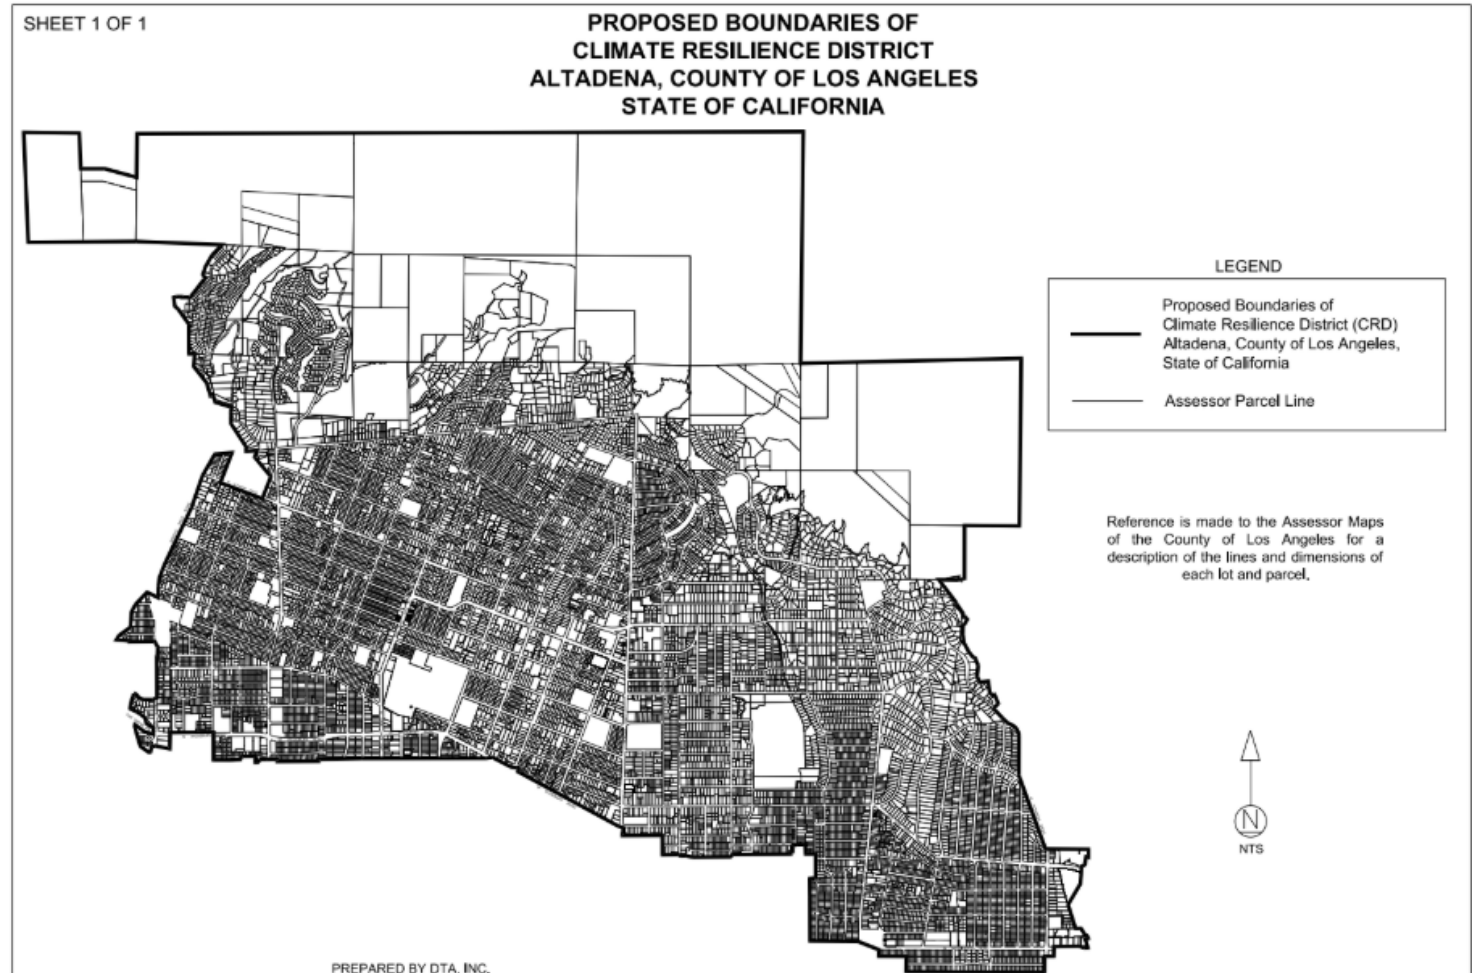 SHEET 1 OF 1
PROPOSED BOUNDARIES OF
CLIMATE RESILIENCE DISTRICT
ALTADENA, COUNTY OF LOS ANGELES
STATE OF CALIFORNIA
LEGEND
Proposed Boundaries of
Climate Resilience District (CRD)
Altadena, County of Los Angeles,
State of California
Assessor Parcel Line
Reference is made to the Assessor Maps
of the County of Los Angeles for a
description of the lines and dimensions of
each lot and parcel.
N
NTS
PREPARED BY DTA, INC.